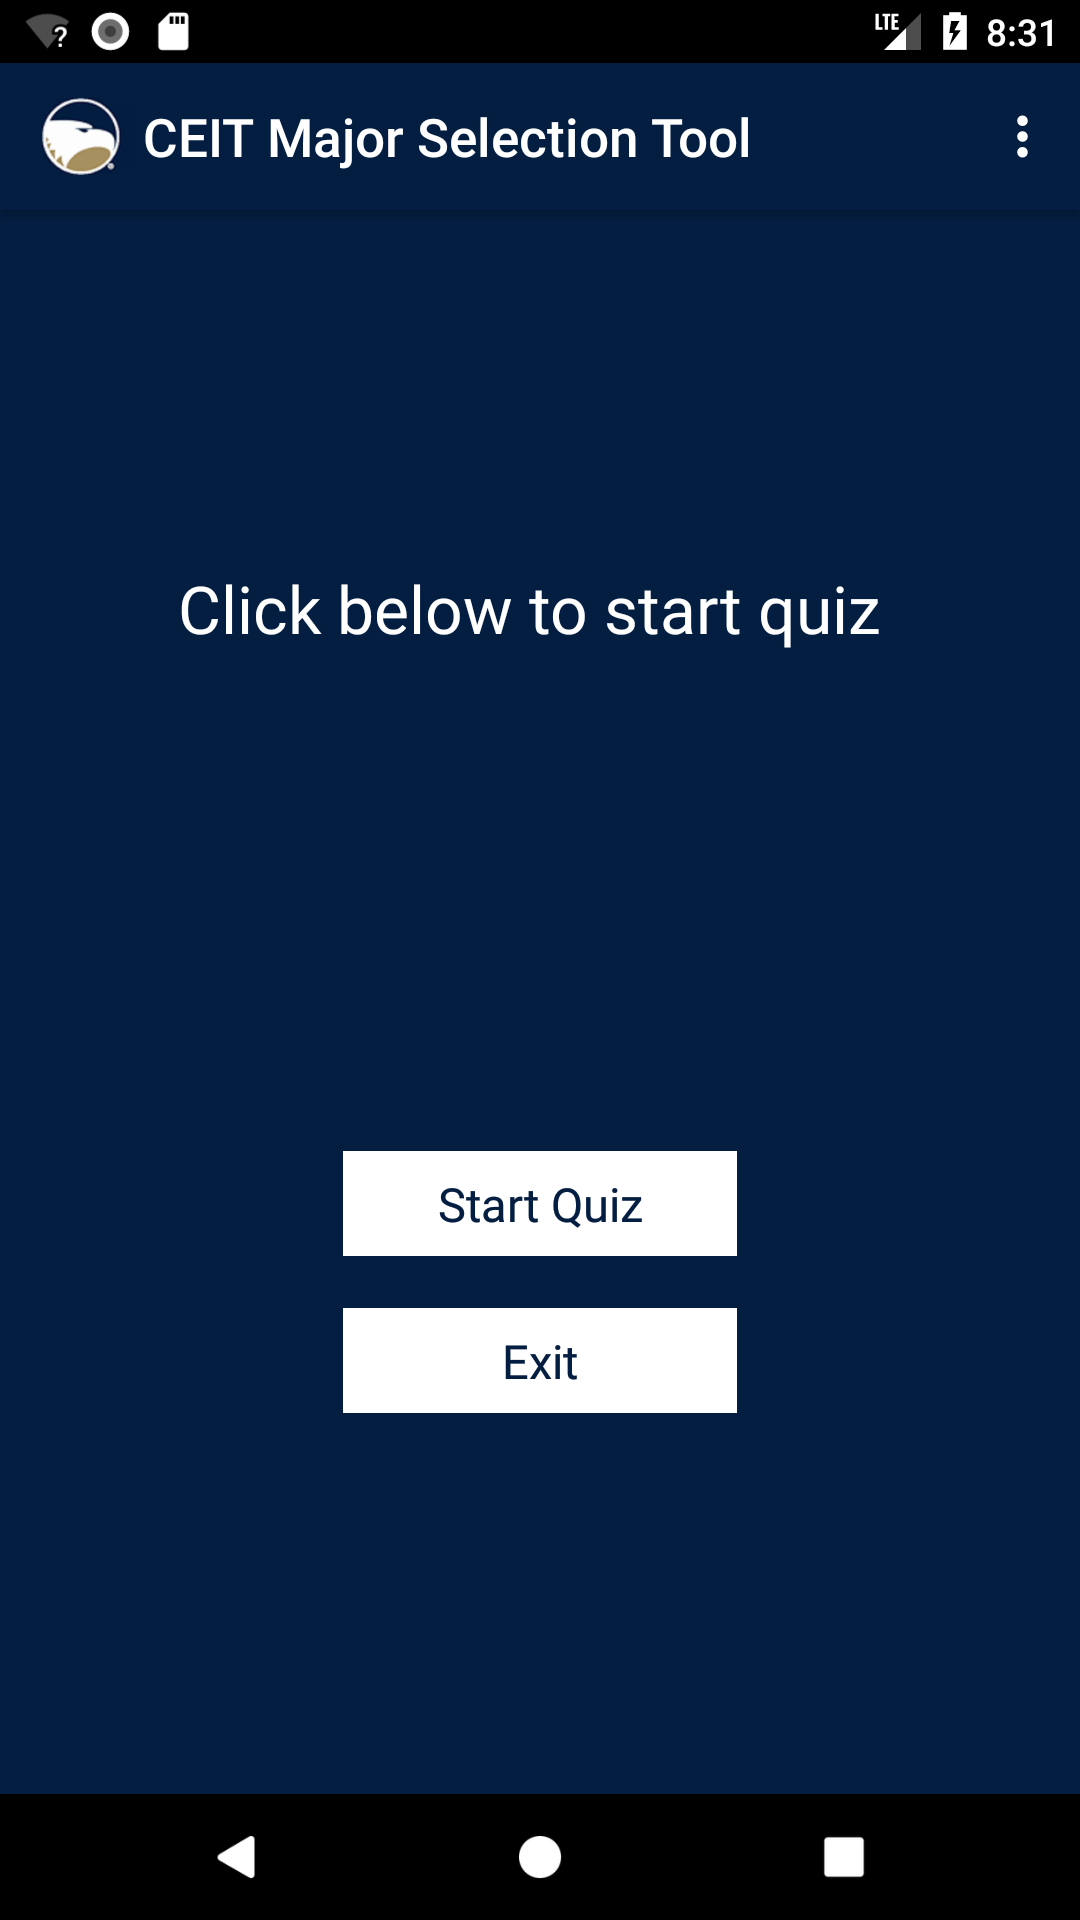 LTE 8:31
CEIT Major Selection Tool
Click below to start quiz
Start Quiz
Exit